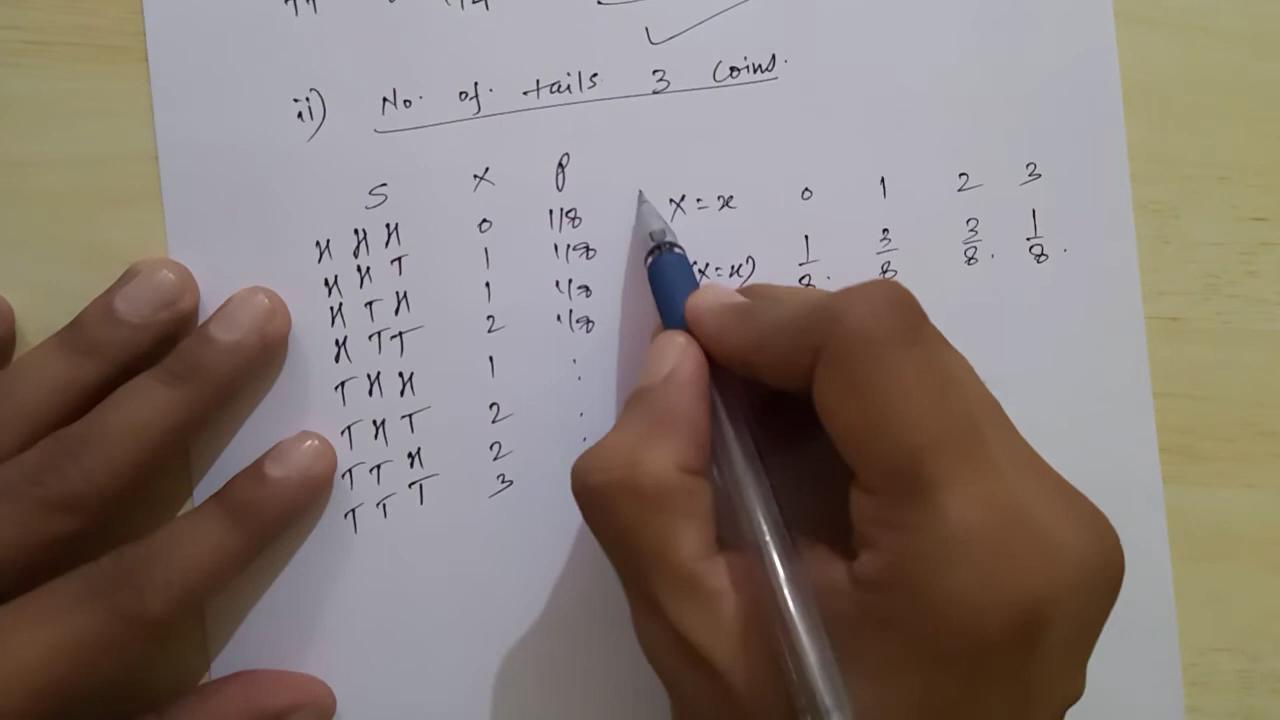 ii) No. of. tails 3 coins.
S X P
H H H 0 1/8
H H T 1 1/8
H T H 1 1/8
H T T 2 1/8
T H H 1 :
T H T 2 .
T T H 2 .
T T T 3
X = x 0 1 2 3
(X=x) 1/8. 3/8 3/8. 1/8.